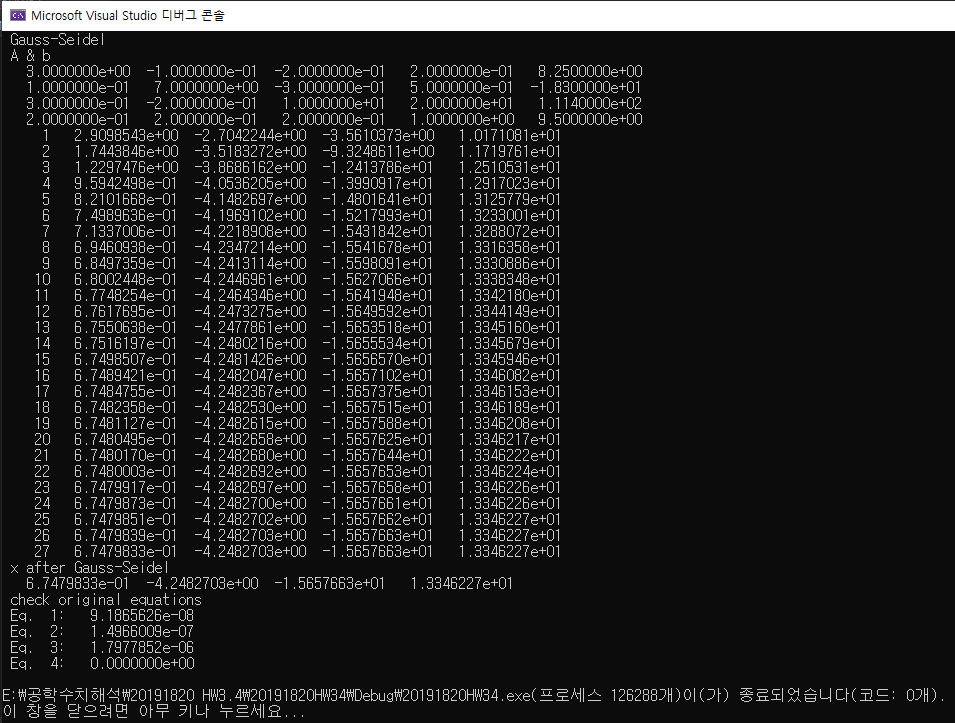 Microsoft Visual Studio 디버그 콘솔
Gauss-Seidel
A & b
3.0000000e+00 -1.0000000e-01 -2.0000000e-01 2.0000000e-01 8.2500000e+00
1.0000000e-01 7.0000000e+00 -3.0000000e-01 5.0000000e-01 -1.8300000e+01
3.0000000e-01 -2.0000000e-01 1.0000000e+01 2.0000000e+01 1.1140000e+02
2.0000000e-01 2.0000000e-01 2.0000000e-01 1.0000000e+00 9.5000000e+00
1 2.9098543e+00 -2.7042244e+00 -3.5610373e+00 1.0171081e+01
2 1.7443846e+00 -3.5183272e+00 -9.3248611e+00 1.1719761e+01
3 1.2297476e+00 -3.8686162e+00 -1.2413786e+01 1.2510531e+01
4 9.5942498e-01 -4.0536205e+00 -1.3990917e+01 1.2917023e+01
5 8.2101668e-01 -4.1482697e+00 -1.4801641e+01 1.3125779e+01
6 7.4989636e-01 -4.1969102e+00 -1.5217993e+01 1.3233001e+01
7 7.1337006e-01 -4.2218908e+00 -1.5431842e+01 1.3288072e+01
8 6.9460938e-01 -4.2347214e+00 -1.5541678e+01 1.3316358e+01
9 6.8497359e-01 -4.2413114e+00 -1.5598091e+01 1.3330886e+01
10 6.8002448e-01 -4.2446961e+00 -1.5627066e+01 1.3338348e+01
11 6.7748254e-01 -4.2464346e+00 -1.5641948e+01 1.3342180e+01
12 6.7617695e-01 -4.2473275e+00 -1.5649592e+01 1.3344149e+01
13 6.7550638e-01 -4.2477861e+00 -1.5653518e+01 1.3345160e+01
14 6.7516197e-01 -4.2480216e+00 -1.5655534e+01 1.3345679e+01
15 6.7498507e-01 -4.2481426e+00 -1.5656570e+01 1.3345946e+01
16 6.7489421e-01 -4.2482047e+00 -1.5657102e+01 1.3346082e+01
17 6.7484755e-01 -4.2482367e+00 -1.5657375e+01 1.3346153e+01
18 6.7482358e-01 -4.2482530e+00 -1.5657515e+01 1.3346189e+01
19 6.7481127e-01 -4.2482615e+00 -1.5657588e+01 1.3346208e+01
20 6.7480495e-01 -4.2482658e+00 -1.5657625e+01 1.3346217e+01
21 6.7480170e-01 -4.2482680e+00 -1.5657644e+01 1.3346222e+01
22 6.7480003e-01 -4.2482692e+00 -1.5657653e+01 1.3346224e+01
23 6.7479917e-01 -4.2482697e+00 -1.5657658e+01 1.3346226e+01
24 6.7479873e-01 -4.2482700e+00 -1.5657661e+01 1.3346226e+01
25 6.7479851e-01 -4.2482702e+00 -1.5657662e+01 1.3346227e+01
26 6.7479839e-01 -4.2482703e+00 -1.5657663e+01 1.3346227e+01
27 6.7479833e-01 -4.2482703e+00 -1.5657663e+01 1.3346227e+01
x after Gauss-Seidel
6.7479833e-01 -4.2482703e+00 -1.5657663e+01 1.3346227e+01
check original equations
Eq. 1: 9.1865626e-08
Eq. 2: 1.4966009e-07
Eq. 3: 1.7977852e-06
Eq. 4: 0.0000000e+00
E:₩공학수치해석₩20191820 HW3.4₩20191820HW34₩Debug₩20191820HW34.exe(프로세스 126288개)이(가) 종료되었습니다(코드: 0개).
이 창을 닫으려면 아무 키나 누르세요...